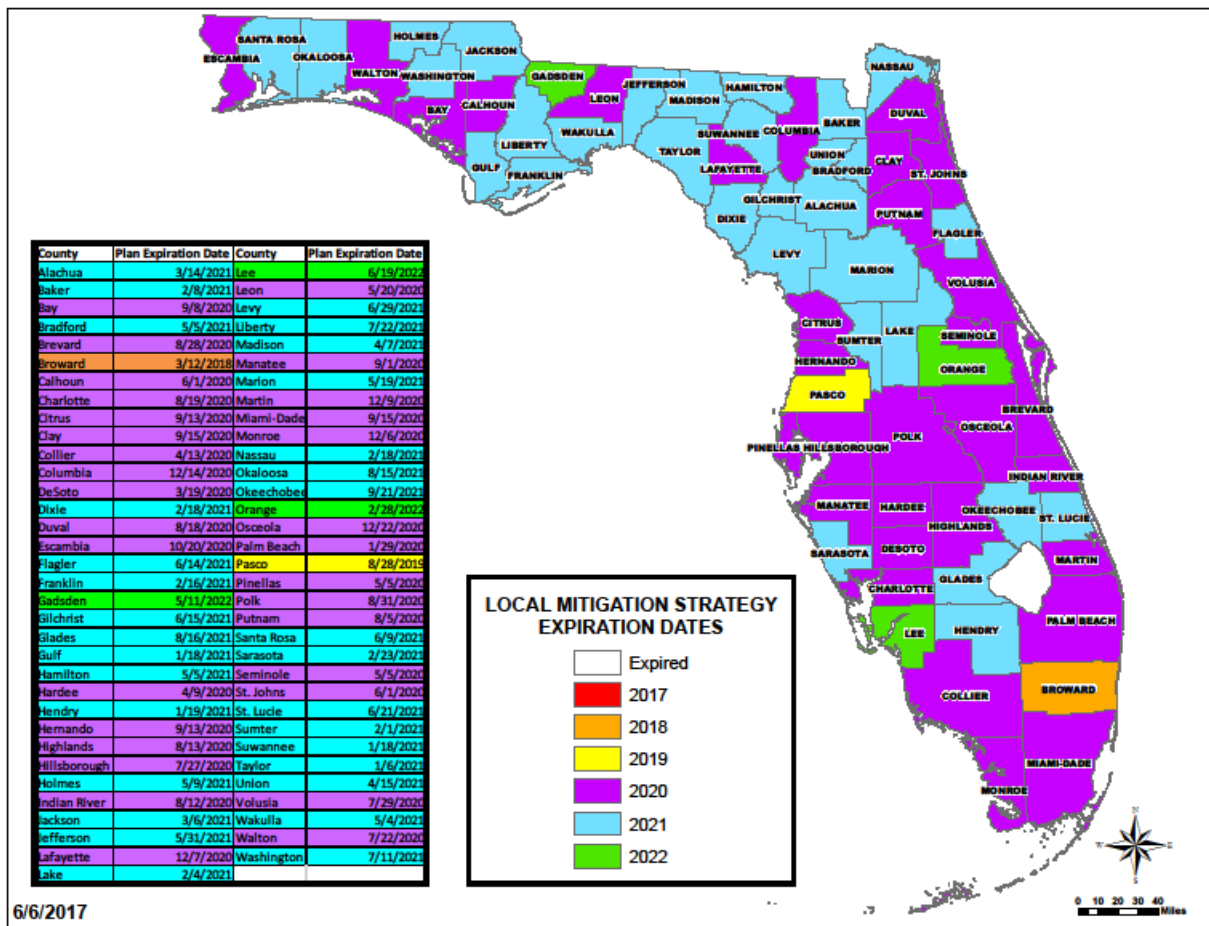 SANTA ROSA
HOLMES
JACKSON
ESCAMBIA
OKALOOSA
WALTON
WASHINGTON
GADSDEN
BAY
CALHOUN
LEON
JEFFERSON
MADISON
HAMILTON
NASSAU
LIBERTY
WAKULLA
TAYLOR
SUWANNEE
COLUMBIA
BAKER
DUVAL
GULF
FRANKLIN
LAFAYETTE
UNION
BRADFORD
CLAY
ST. JOHNS
DIXIE
GILCHRIST
ALACHUA
PUTNAM
FLAGLER
LEVY
MARION
VOLUSIA
CITRUS
SUMTER
LAKE
SEMINOLE
HERNANDO
ORANGE
PASCO
BREVARD
OSCEOLA
POLK
PINELLAS HILLSBOROUGH
INDIAN RIVER
MANATEE
HARDEE
HIGHLANDS
OKEECHOBEE
ST. LUCIE
SARASOTA
DESOTO
MARTIN
CHARLOTTE
GLADES
LEE
HENDRY
PALM BEACH
COLLIER
BROWARD
MIAMI-DADE
MONROE
County Plan Expiration Date County Plan Expiration Date
Alachua 3/14/2021 Lee 6/19/2022
Baker 2/8/2021 Leon 5/20/2020
Bay 9/8/2020 Levy 6/29/2021
Bradford 5/5/2021 Liberty 7/22/2021
Brevard 8/28/2020 Madison 4/7/2021
Broward 3/12/2018 Manatee 9/1/2020
Calhoun 6/1/2020 Marion 5/19/2021
Charlotte 8/19/2020 Martin 12/9/2020
Citrus 9/13/2020 Miami-Dade 9/15/2020
Clay 9/15/2020 Monroe 12/6/2020
Collier 4/13/2020 Nassau 2/18/2021
Columbia 12/14/2020 Okaloosa 8/15/2021
DeSoto 3/19/2020 Okeechobee 9/21/2021
Dixie 2/18/2021 Orange 2/28/2022
Duval 8/18/2020 Osceola 12/22/2020
Escambia 10/20/2020 Palm Beach 1/29/2020
Flagler 6/14/2021 Pasco 8/28/2019
Franklin 2/16/2021 Pinellas 5/5/2020
Gadsden 5/11/2022 Polk 8/31/2020
Gilchrist 6/15/2021 Putnam 8/5/2020
Glades 8/16/2021 Santa Rosa 6/9/2021
Gulf 1/18/2021 Sarasota 2/23/2021
Hamilton 5/5/2021 Seminole 5/5/2020
Hardee 4/9/2020 St. Johns 6/1/2020
Hendry 1/19/2021 St. Lucie 6/21/2021
Hernando 9/13/2020 Sumter 2/1/2021
Highlands 8/13/2020 Suwannee 1/18/2021
Hillsborough 7/27/2020 Taylor 1/6/2021
Holmes 5/9/2021 Union 4/15/2021
Indian River 8/12/2020 Volusia 7/29/2020
Jackson 3/6/2021 Wakulla 5/4/2021
Jefferson 5/31/2021 Walton 7/22/2020
Lafayette 12/7/2020 Washington 7/11/2021
Lake 2/4/2021
LOCAL MITIGATION STRATEGY
EXPIRATION DATES
Expired
2017
2018
2019
2020
2021
2022
N
W E
S
0 10 20 30 40
Miles
6/6/2017